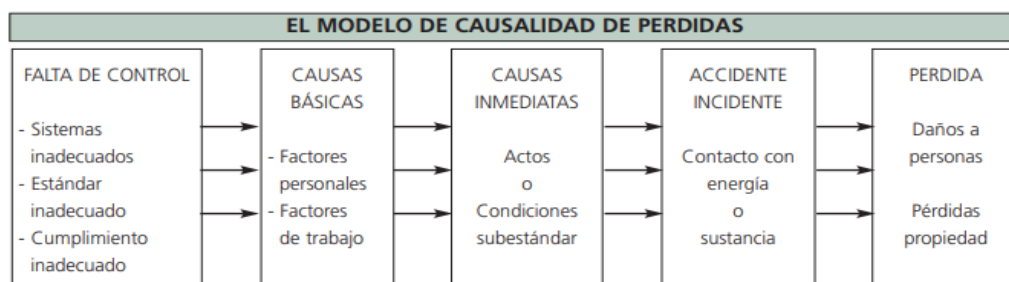 EL MODELO DE CAUSALIDAD DE PERDIDAS
FALTA DE CONTROL
- Sistemas
inadecuados
- Estándar
inadecuado
- Cumplimiento
inadecuado
CAUSAS
BÁSICAS
- Factores
personales
- Factores
de trabajo
CAUSAS
INMEDIATAS
Actos
o
Condiciones
subestándar
ACCIDENTE
INCIDENTE
Contacto con
energía
o
sustancia
PERDIDA
Daños a
personas
Pérdidas
propiedad